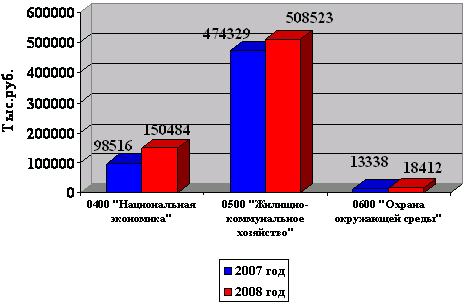 Тыс.руб.
600000
500000
400000
300000
200000
100000
0
98516
150484
474329
508523
13338
18412
0400 "Национальная
экономика"
0500 "Жилищно-
коммунальное
хозяйство"
0600 "Охрана
окружающей среды"
2007 год
2008 год